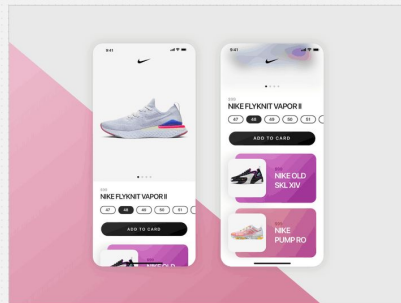 9:41
NIKE FLYKNIT VAPOR II
47
48
49
50
51
ADD TO CARD
9:41
NIKE FLYKNIT VAPOR II
47
48
49
50
51
ADD TO CARD
NIKE OLD
SKL XIV
NIKE
PUMP RO